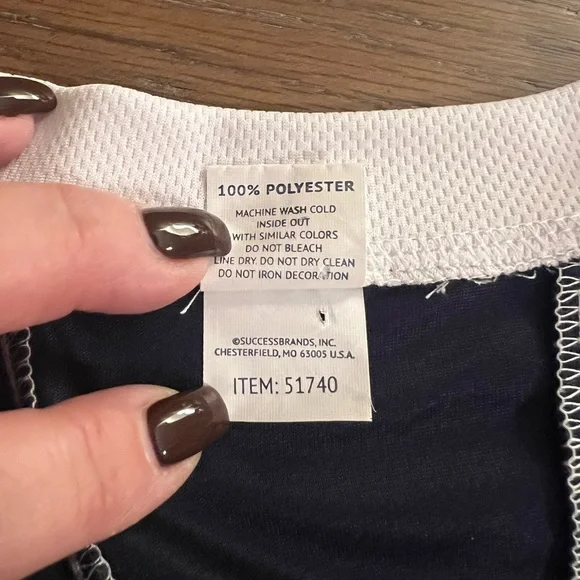 100% POLYESTER
MACHINE WASH COLD
INSIDE OUT
WITH SIMILAR COLORS
DO NOT BLEACH
LINE DRY. DO NOT DRY CLEAN
DO NOT IRON DECORATION
©SUCCESSBRANDS, INC.
CHESTERFIELD, MO 63005 U.S.A.
ITEM: 51740